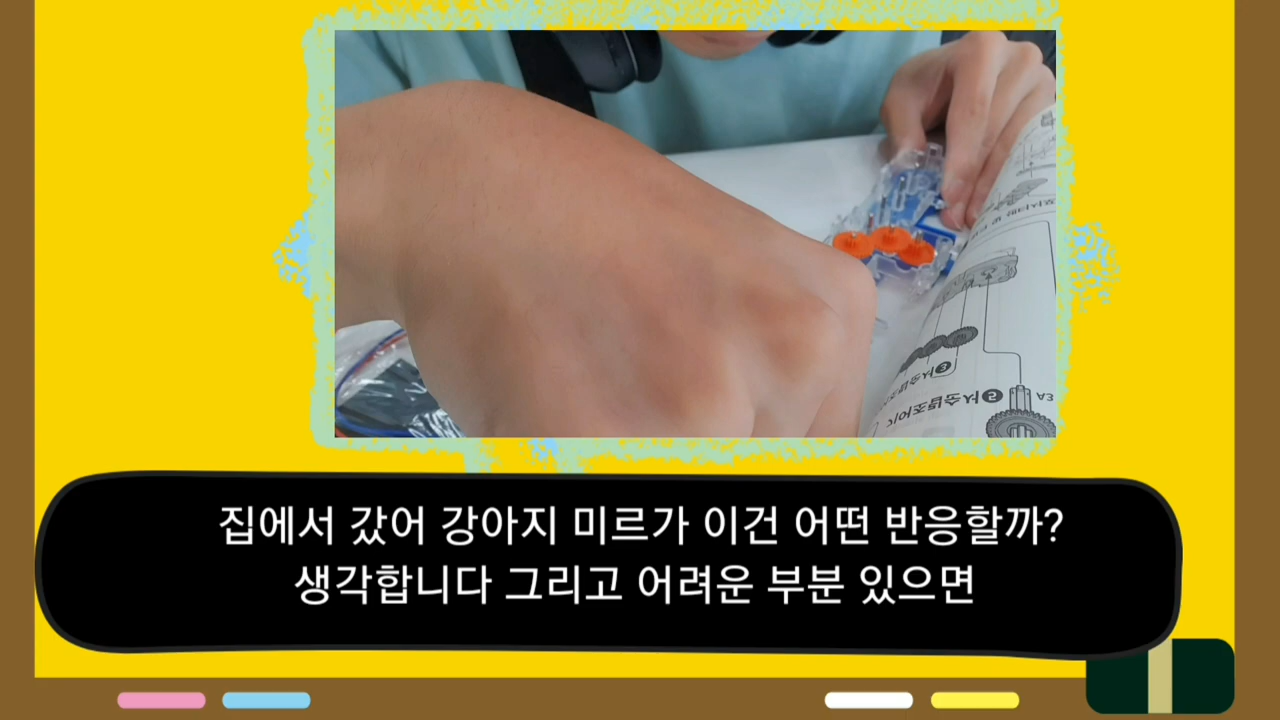 집에서 갔어 강아지 미르가 이건 어떤 반응할까?
생각합니다 그리고 어려운 부분 있으면